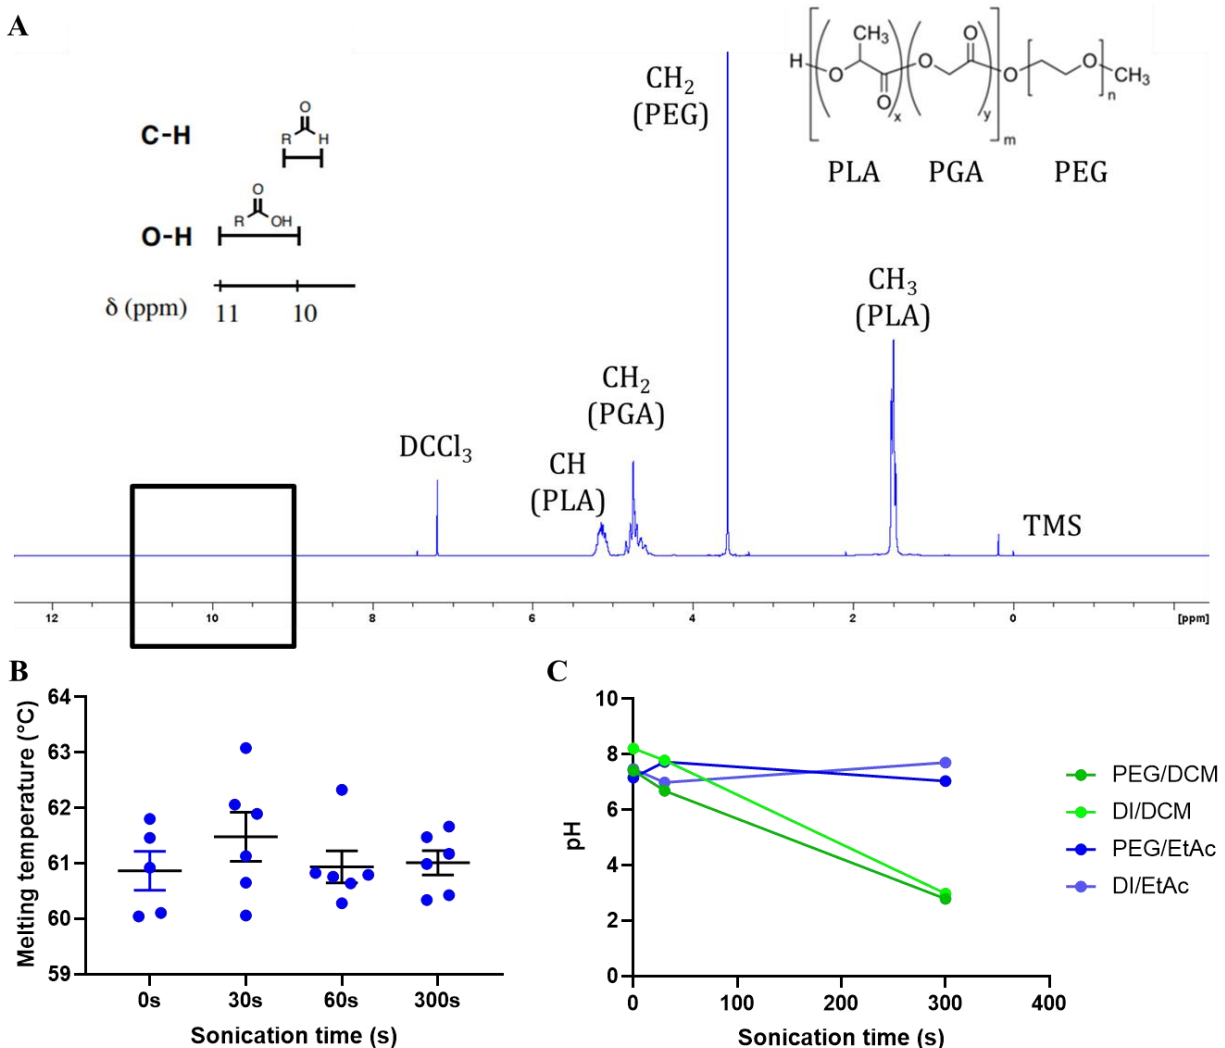 A
C-H
O
R H
O
R OH
O-H
δ (ppm)
11 10
CH₂
(PEG)
H
O
CH₃
O
x
O
O
y
m
O
O
n
CH₃
PLA PGA PEG
CH₃
(PLA)
CH₂
(PGA)
DCCl₃
CH
(PLA)
TMS
12 10 8 6 4 2 0 [ppm]
B
Melting temperature (°C)
64
63
62
61
60
59
0s 30s 60s 300s
Sonication time (s)
C
pH
10
8
6
4
2
0
0 100 200 300 400
Sonication time (s)
PEG/DCM
DI/DCM
PEG/EtAc
DI/EtAc